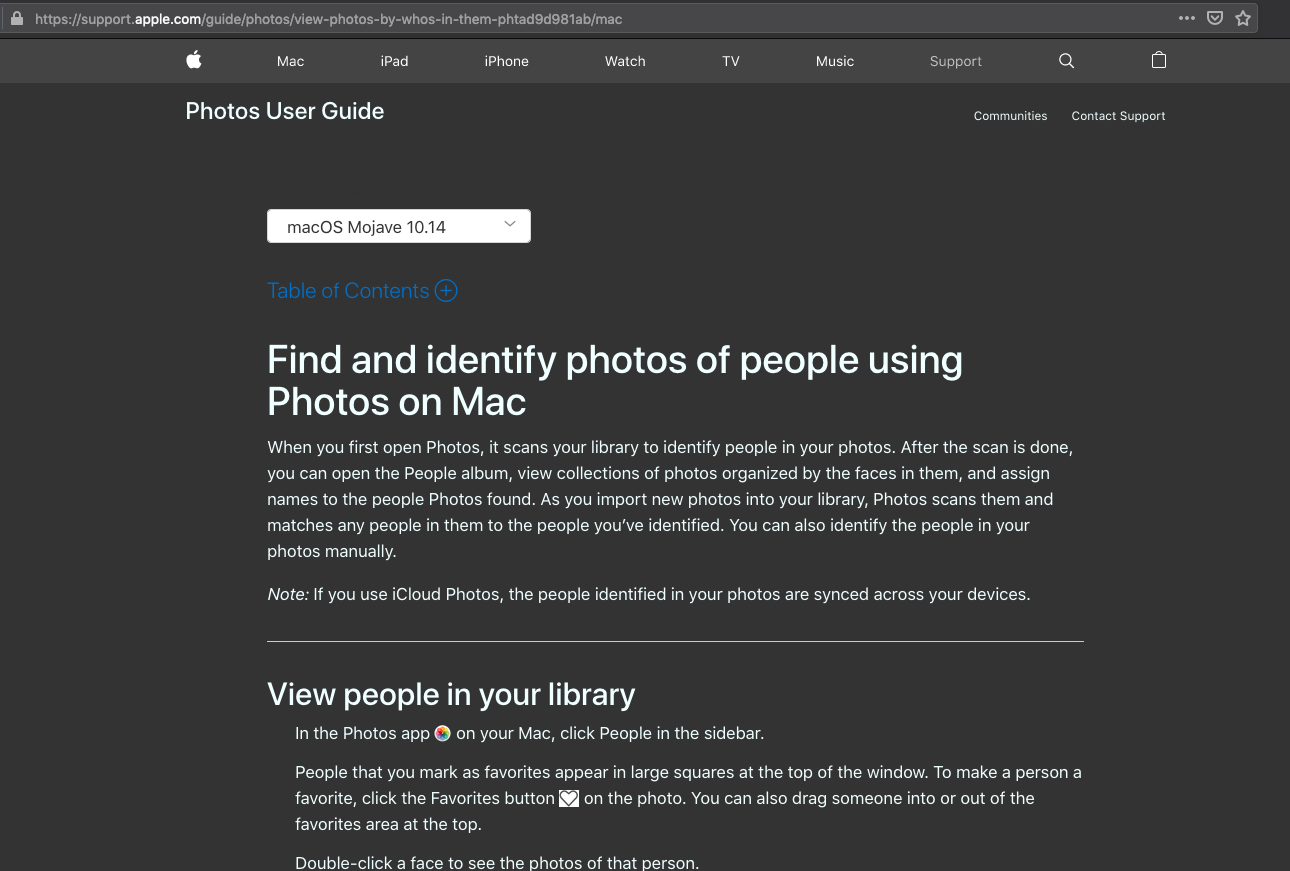 https://support.apple.com/guide/photos/view-photos-by-whos-in-them-phtad9d981ab/mac
Mac iPad iPhone Watch TV Music Support
Photos User Guide
Communities Contact Support
macOS Mojave 10.14
Table of Contents
Find and identify photos of people using
Photos on Mac
When you first open Photos, it scans your library to identify people in your photos. After the scan is done,
you can open the People album, view collections of photos organized by the faces in them, and assign
names to the people Photos found. As you import new photos into your library, Photos scans them and
matches any people in them to the people you’ve identified. You can also identify the people in your
photos manually.
Note: If you use iCloud Photos, the people identified in your photos are synced across your devices.
View people in your library
In the Photos app on your Mac, click People in the sidebar.
People that you mark as favorites appear in large squares at the top of the window. To make a person a
favorite, click the Favorites button on the photo. You can also drag someone into or out of the
favorites area at the top.
Double-click a face to see the photos of that person.